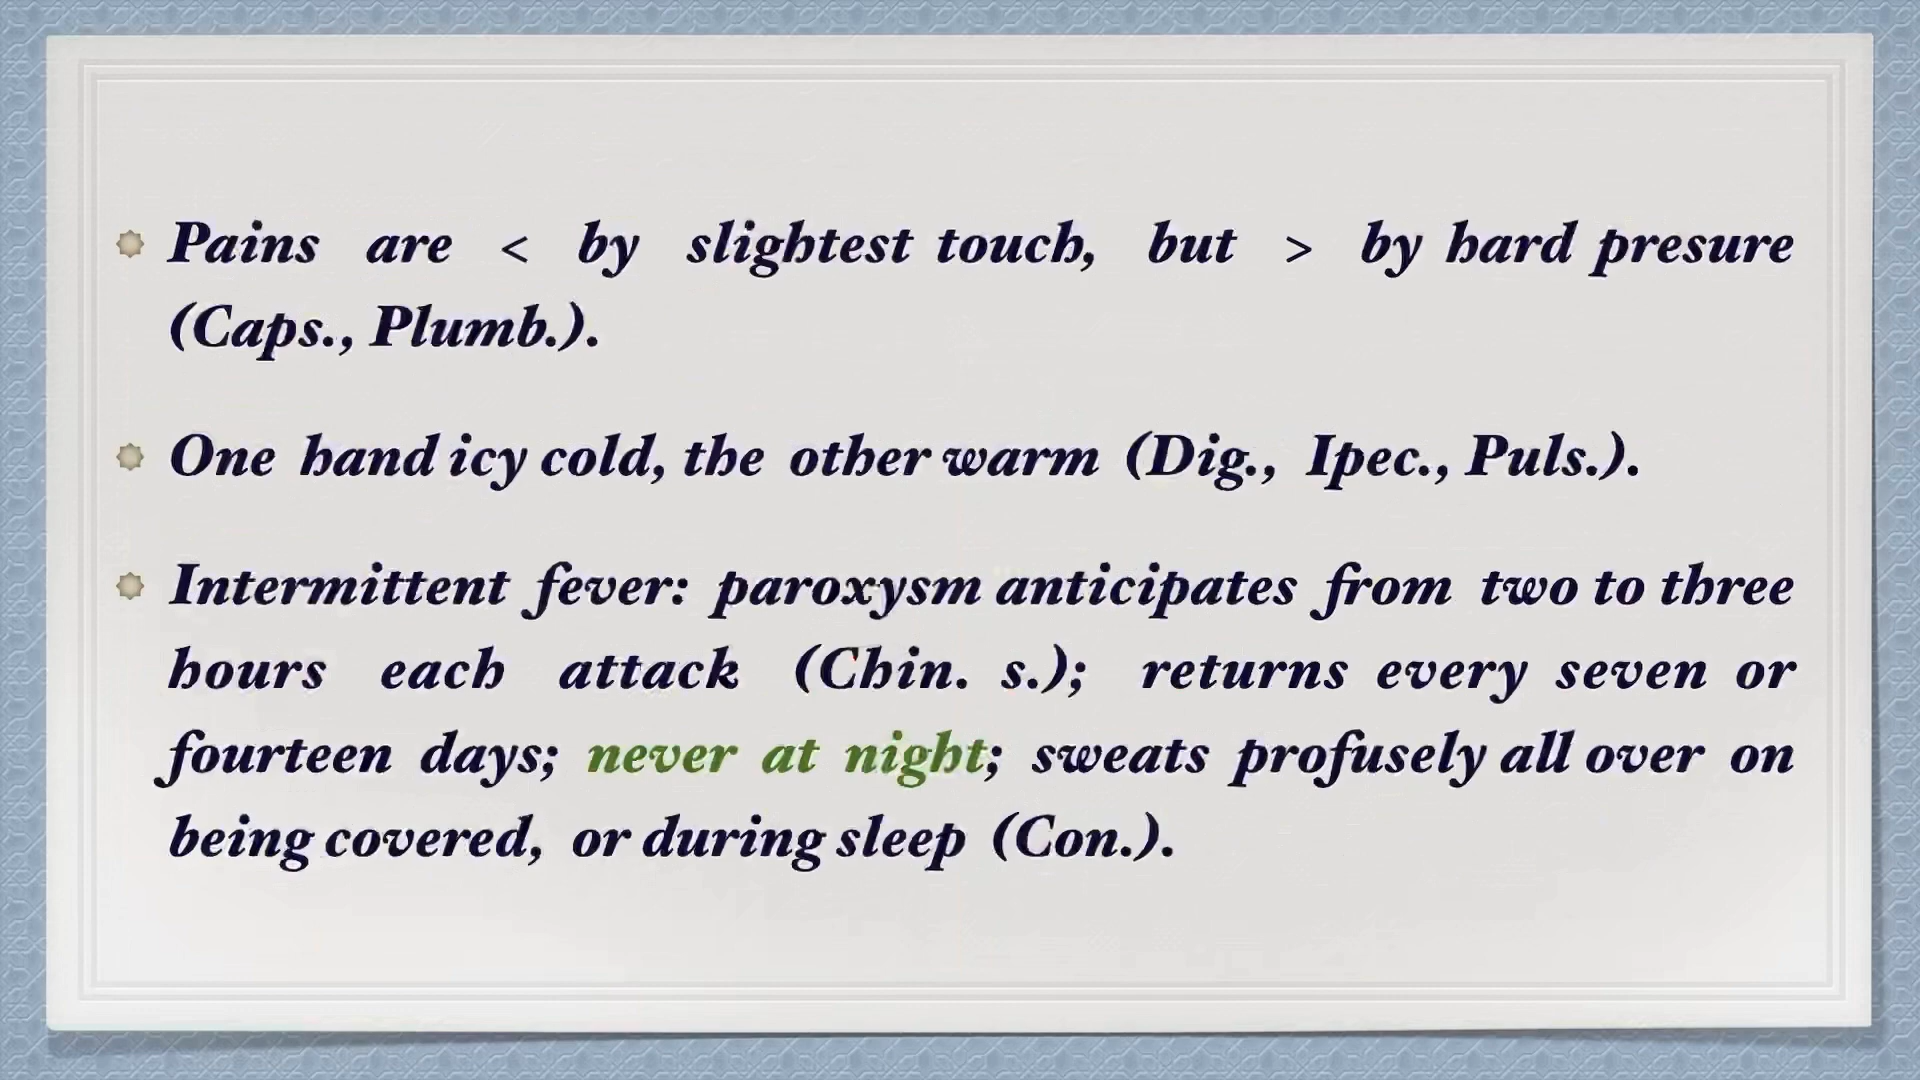 Pains are < by slightest touch, but > by hard presure
(Caps., Plumb.).
One hand icy cold, the other warm (Dig., Ipec., Puls.).
Intermittent fever: paroxysm anticipates from two to three
hours each attack (Chin. s.); returns every seven or
fourteen days; never at night; sweats profusely all over on
being covered, or during sleep (Con.).